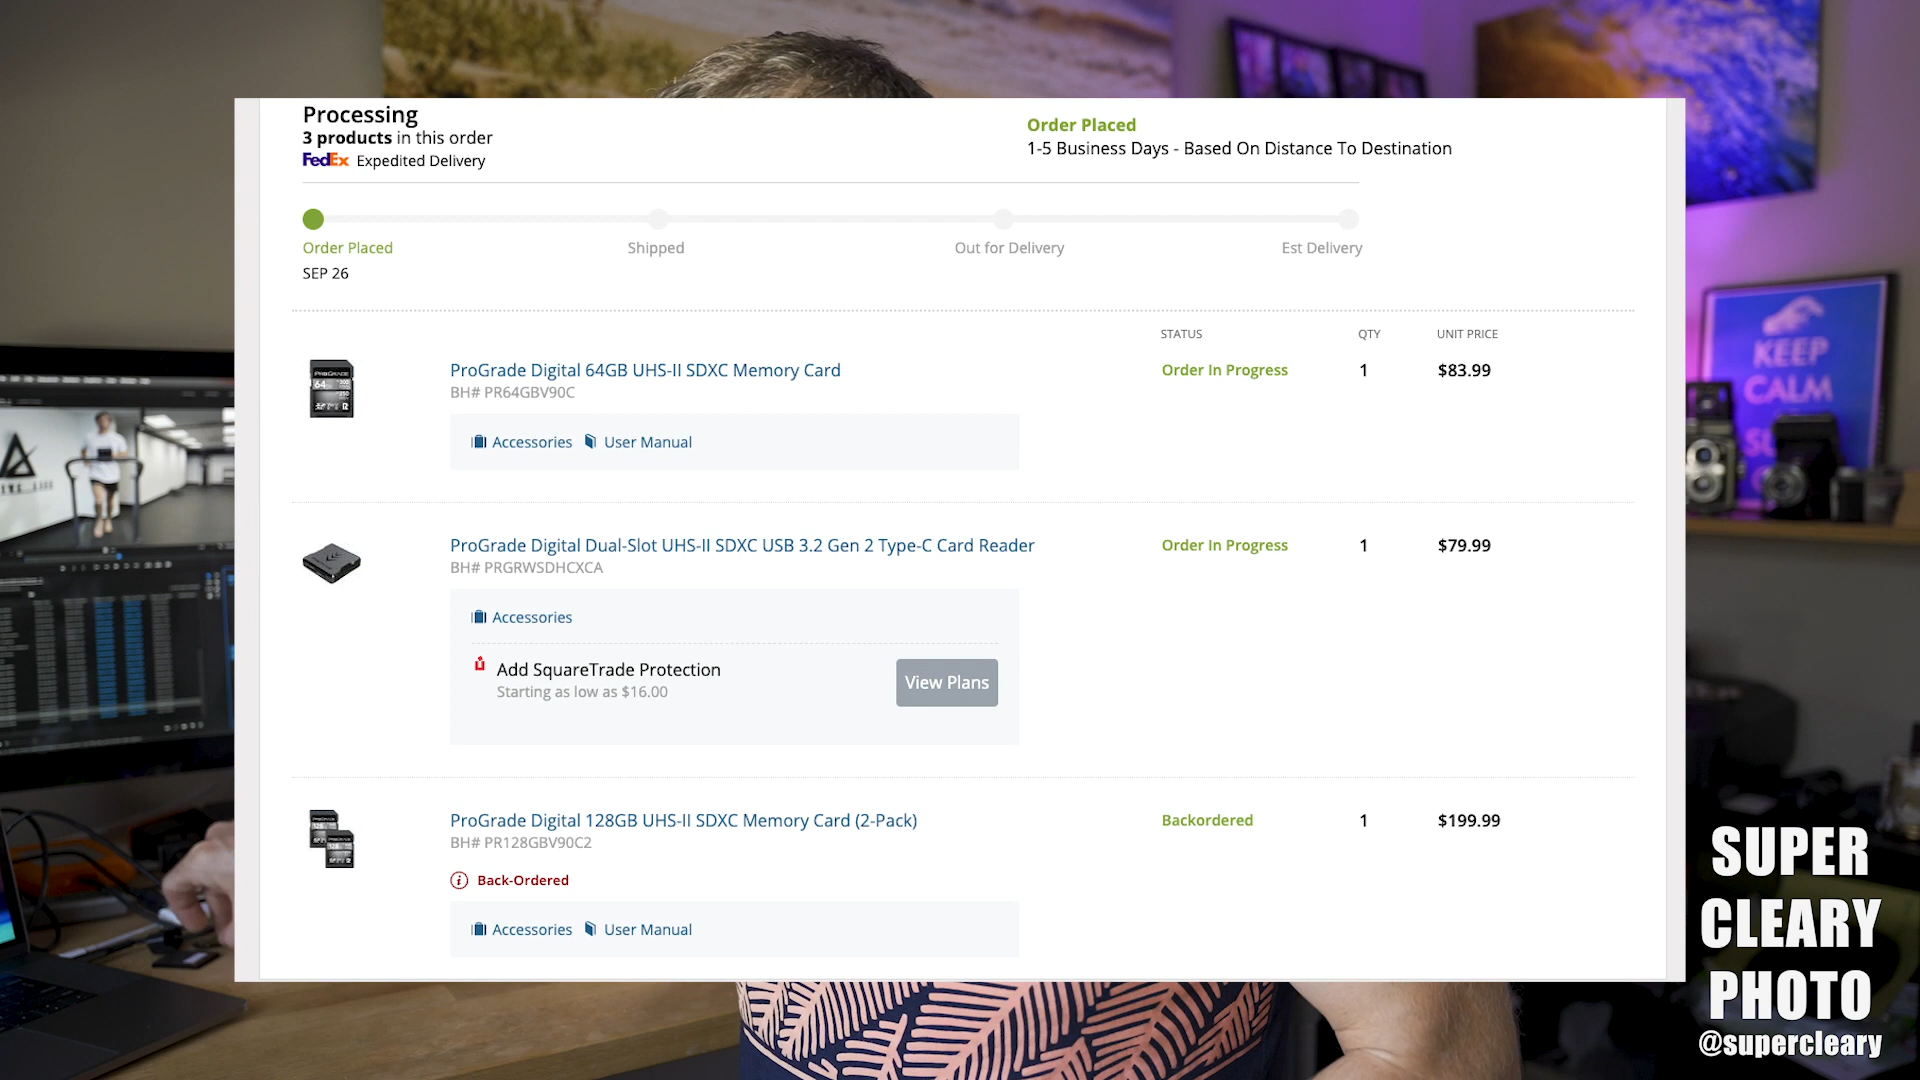 Processing
3 products in this order
FedEx Expedited Delivery
Order Placed
1-5 Business Days - Based On Distance To Destination
Order Placed
Shipped
Out for Delivery
Est Delivery
SEP 26
STATUS
QTY
UNIT PRICE
ProGrade Digital 64GB UHS-II SDXC Memory Card
Order In Progress
1
$83.99
BH# PR64GBV90C
Accessories
User Manual
ProGrade Digital Dual-Slot UHS-II SDXC USB 3.2 Gen 2 Type-C Card Reader
Order In Progress
1
$79.99
BH# PRGRWSDHCXCA
Accessories
Add SquareTrade Protection
Starting as low as $16.00
View Plans
ProGrade Digital 128GB UHS-II SDXC Memory Card (2-Pack)
Backordered
1
$199.99
BH# PR128GBV90C2
Back-Ordered
Accessories
User Manual
KEEP
CALM
SUPER
CLEARY
PHOTO
@supercleary